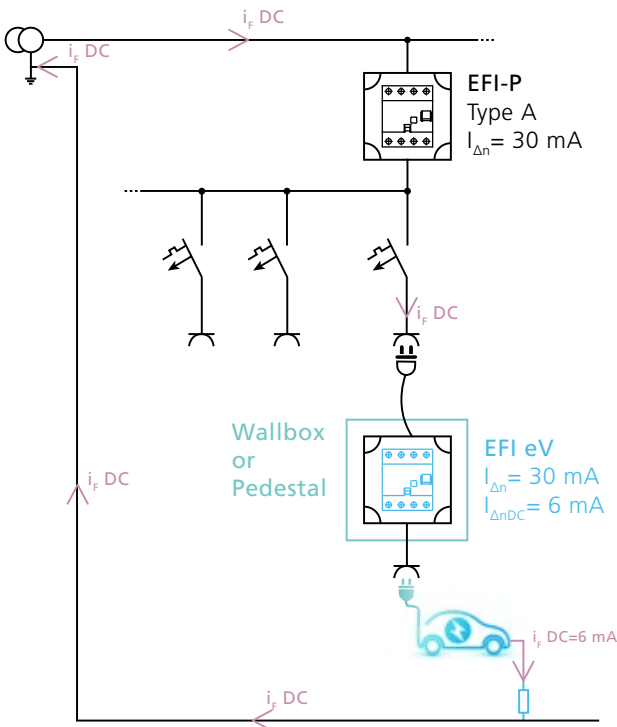 i_F DC
i_F DC
EFI-P
Type A
I_Δn= 30 mA
i_F DC
Wallbox
or
Pedestal
EFI eV
I_Δn= 30 mA
I_ΔnDC= 6 mA
i_F DC
i_F DC=6 mA
i_F DC